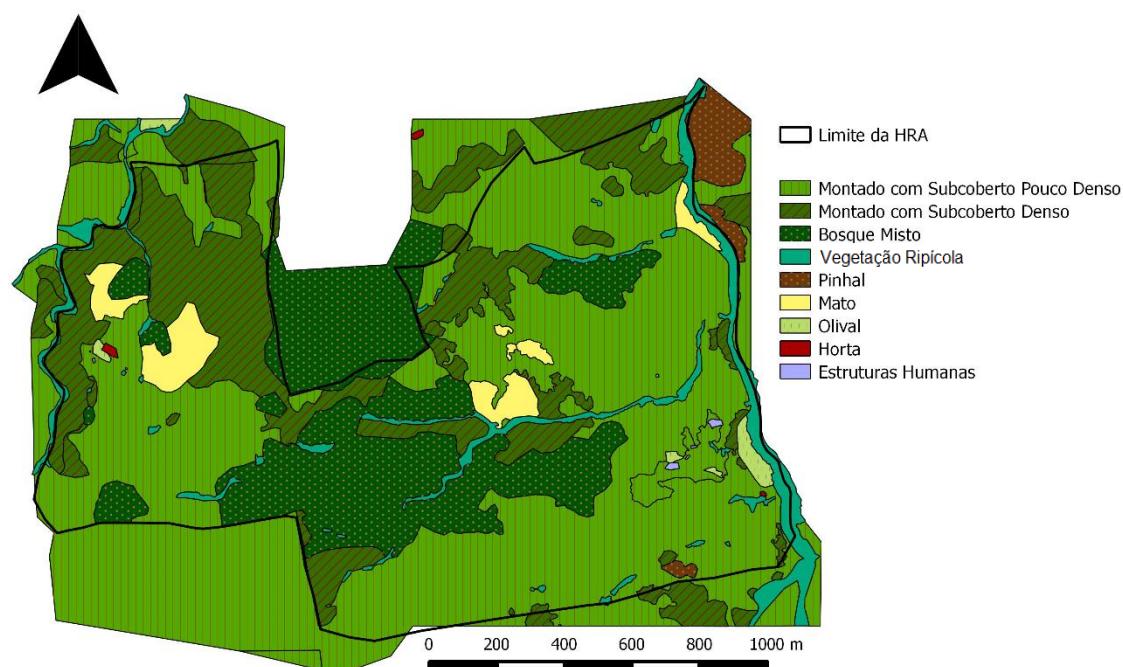 Limite da HRA
Montado com Subcoberto Pouco Denso
Montado com Subcoberto Denso
Bosque Misto
Vegetação Ripícola
Pinhal
Mato
Olival
Horta
Estruturas Humanas
0 200 400 600 800 1000 m